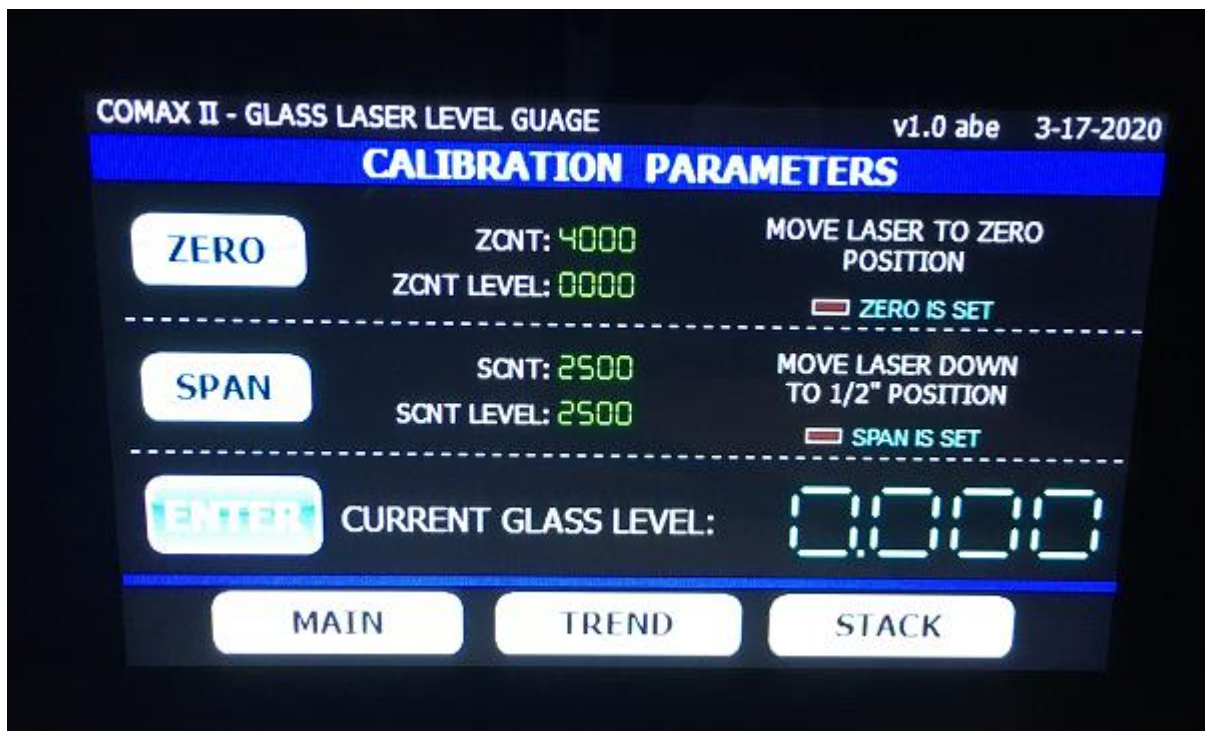 COMAX II - GLASS LASER LEVEL GUAGE v1.0 abe 3-17-2020
CALIBRATION PARAMETERS
ZERO ZCNT: 4000 MOVE LASER TO ZERO
POSITION
ZCNT LEVEL: 0000
ZERO IS SET
SPAN SCNT: 2500 MOVE LASER DOWN
TO 1/2" POSITION
SCNT LEVEL: 2500
SPAN IS SET
ENTER CURRENT GLASS LEVEL: 0.000
MAIN TREND STACK